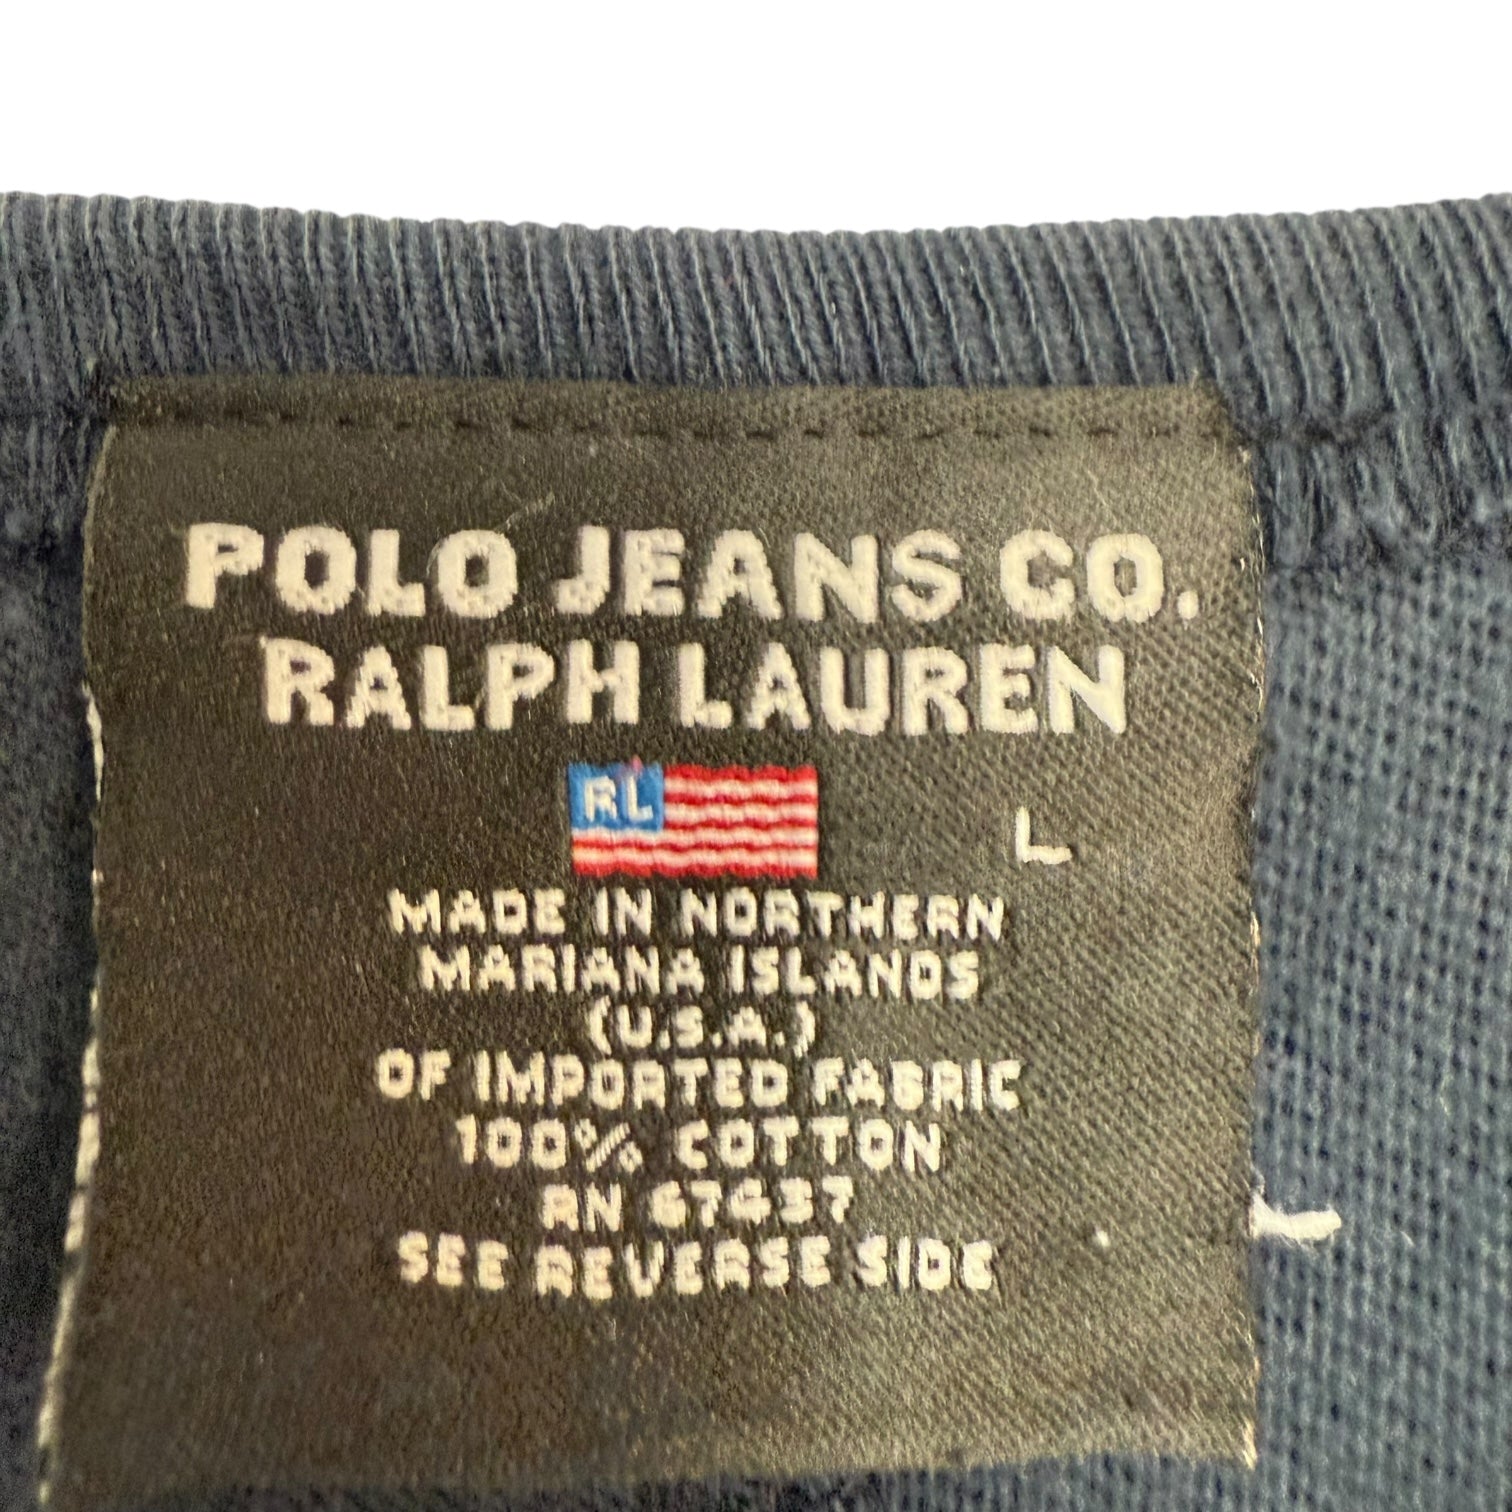 POLO JEANS CO.
RALPH LAUREN
RL
L
MADE IN NORTHERN
MARIANA ISLANDS
(U.S.A.)
OF IMPORTED FABRIC
100% COTTON
RN
SEE REVERSE SIDE